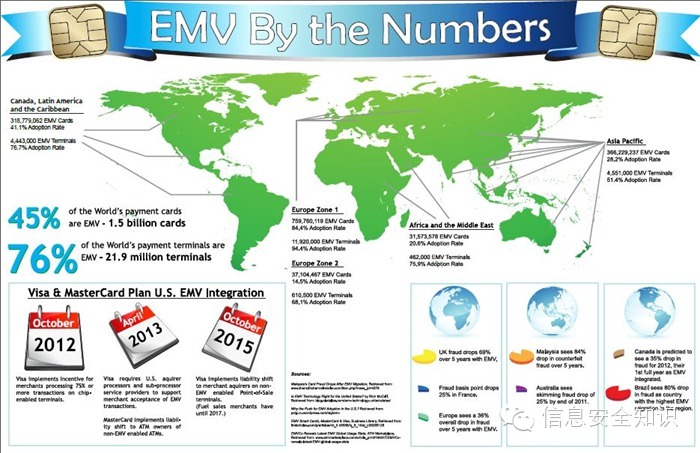 EMV By the Numbers
Canada, Latin America
and the Caribbean
318,779,062 EMV Cards
41.1% Adoption Rate
4,443,000 EMV Terminals
76.7% Adoption Rate
Asia Pacific
366,229,237 EMV Cards
28,2% Adoption Rate
4,551,000 EMV Terminals
51.4% Adoption Rate
45% of the World's payment cards
are EMV - 1.5 billion cards
76% of the World's payment terminals are
EMV - 21.9 million terminals
Europe Zone 1
759,760,119 EMV Cards
84,4% Adoption Rate
11,920,000 EMV Terminals
94.4% Adoption Rate
Europe Zone 2
37,104,467 EMV Cards
14.5% Adoption Rate
610,500 EMV Terminals
68,1% Adoption Rate
Africa and the Middle East
31,573,578 EMV Cards
20,6% Adoption Rate
462,000 EMV Terminals
75,9% Adoption Rate
Visa & MasterCard Plan U.S. EMV Integration
October
2012
April
2013
October
2015
Visa implements incentive for
merchants processing 75% or
more transactions on chip-
enabled terminals.
Visa requires U.S. aquirer
processors and sub-processor
service providers to support
merchant acceptance of EMV
transactions.
MasterCard implements liabil-
ity shift to ATM owners of
non-EMV enabled ATMs.
Visa implements liability shift
to merchant aquirers on non-
EMV enabled Point-of-Sale
terminals.
(Fuel sales merchants have
until 2017.)
Sources:
UK fraud drops 69%
over 5 years with EMV.
Fraud basis point drops
25% in France.
Europe sees a 36%
overall drop in fraud
over 5 years with EMV.
Malaysia sees 84%
drop in counterfeit
fraud over 5 years.
Australia sees
skimming fraud drop of
25% by end of 2011.
Canada is predicted to
see a 35% drop in
fraud for 2012, their
1st full year as EMV
integrated.
Brazil sees 80% drop
in fraud as country
with the highest EMV
信息安全知识